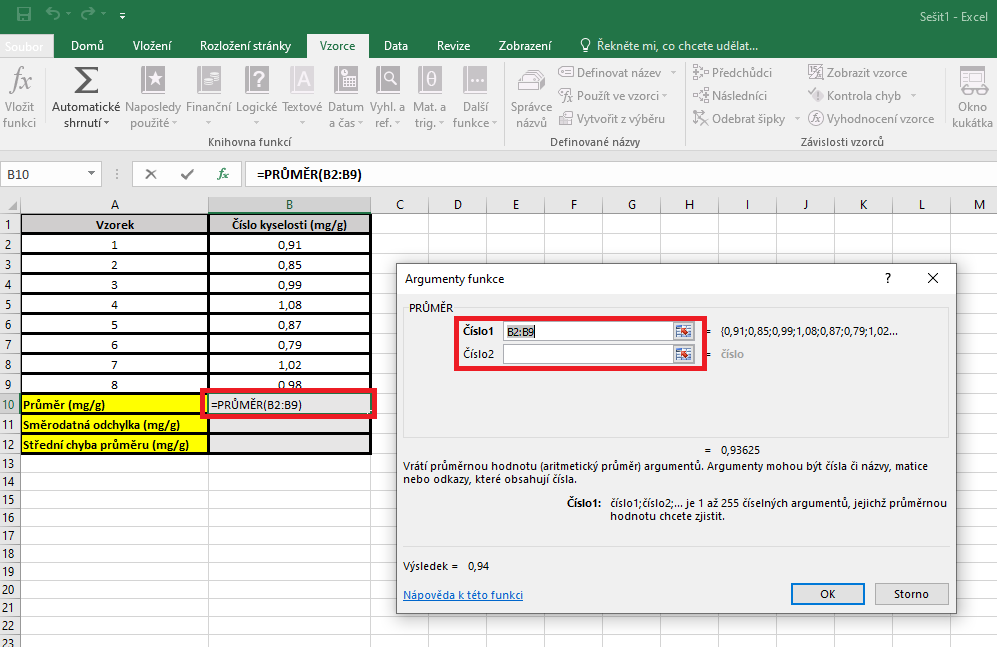 Sešit1 - Excel
Soubor Domů Vložení Rozložení stránky Vzorce Data Revize Zobrazení Řekněte mi, co chcete udělat...
fx Σ ? A θ
Vložit funkci
Automatické shrnutí
Naposledy použité
Finanční
Logické
Textové
Datum a čas
Vyhl. a ref.
Mat. a trig.
Další funkce
Knihovna funkcí
Správce názvů
Definovat název
Použít ve vzorci
Vytvořit z výběru
Definované názvy
Předchůdci
Následníci
Odebrat šipky
Zobrazit vzorce
Kontrola chyb
Vyhodnocení vzorce
Závislosti vzorců
Okno kukátka
B10 fx =PRŮMĚR(B2:B9)
A B C D E F G H I J K L M
1 Vzorek Číslo kyselosti (mg/g)
2 1 0,91
3 2 0,85
4 3 0,99
5 4 1,08
6 5 0,87
7 6 0,79
8 7 1,02
9 8 0,98
10 Průměr (mg/g) =PRŮMĚR(B2:B9)
11 Směrodatná odchylka (mg/g)
12 Střední chyba průměru (mg/g)
13
14
15
16
17
18
19
20
21
22
23
Argumenty funkce ?
PRŮMĚR
Číslo1 B2:B9 = {0,91;0,85;0,99;1,08;0,87;0,79;1,02...
Číslo2 = číslo
= 0,93625
Vrátí průměrnou hodnotu (aritmetický průměr) argumentů. Argumenty mohou být čísla či názvy, matice
nebo odkazy, které obsahují čísla.
Číslo1: číslo1;číslo2;... je 1 až 255 číselných argumentů, jejichž průměrnou
hodnotu chcete zjistit.
Výsledek = 0,94
Nápověda k této funkci
OK Storno